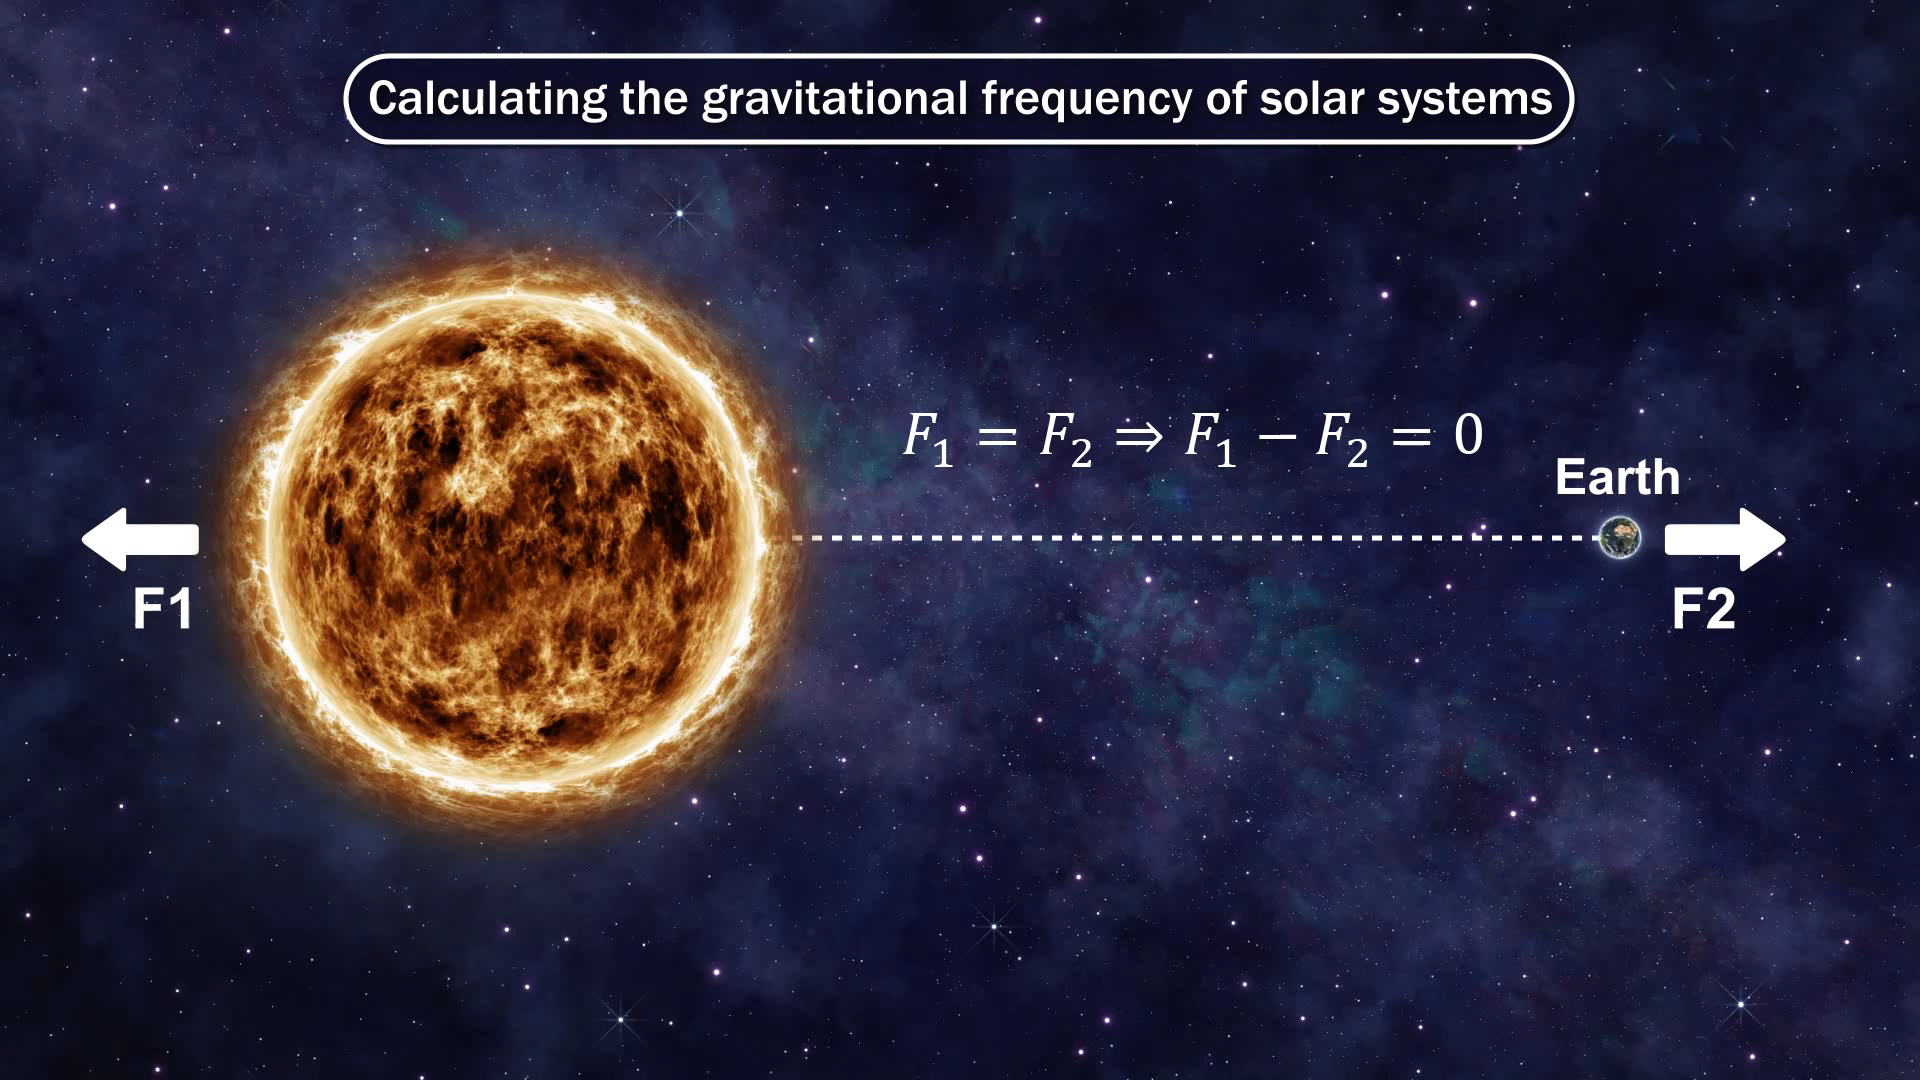 Calculating the gravitational frequency of solar systems
F₁ = F₂ ⇒ F₁ − F₂ = 0
Earth
F1
F2